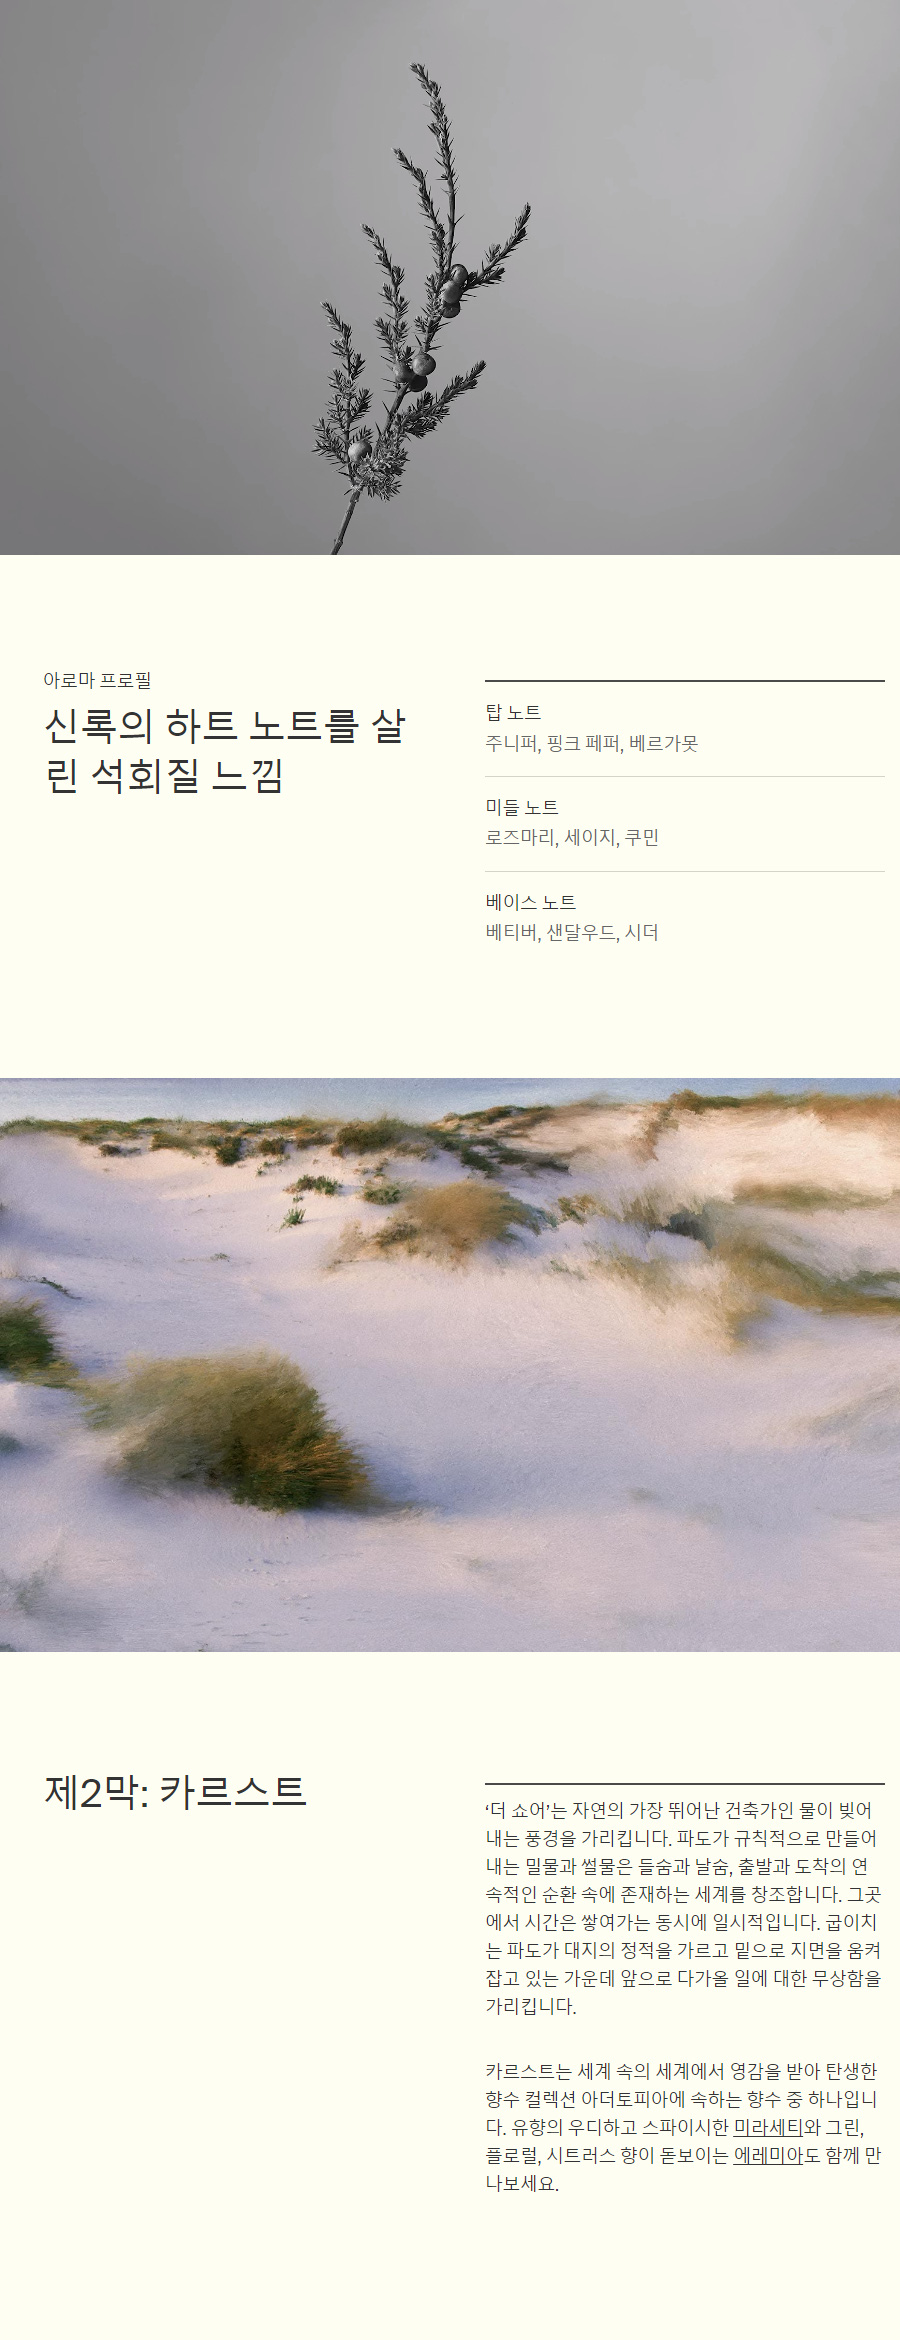 아로마 프로필
신록의 하트 노트를 살
린 석회질 느낌
탑 노트
주니퍼, 핑크 페퍼, 베르가못
미들 노트
로즈마리, 세이지, 쿠민
베이스 노트
베티버, 샌달우드, 시더
제2막: 카르스트
‘더 쇼어’는 자연의 가장 뛰어난 건축가인 물이 빚어
내는 풍경을 가리킵니다. 파도가 규칙적으로 만들어
내는 밀물과 썰물은 들숨과 날숨, 출발과 도착의 연
속적인 순환 속에 존재하는 세계를 창조합니다. 그곳
에서 시간은 쌓여가는 동시에 일시적입니다. 굽이치
는 파도가 대지의 정적을 가르고 밑으로 지면을 움켜
잡고 있는 가운데 앞으로 다가올 일에 대한 무상함을
가리킵니다.
카르스트는 세계 속의 세계에서 영감을 받아 탄생한
향수 컬렉션 아더토피아에 속하는 향수 중 하나입니
다. 유향의 우디하고 스파이시한 미라세티와 그린,
플로럴, 시트러스 향이 돋보이는 에레미아도 함께 만
나보세요.